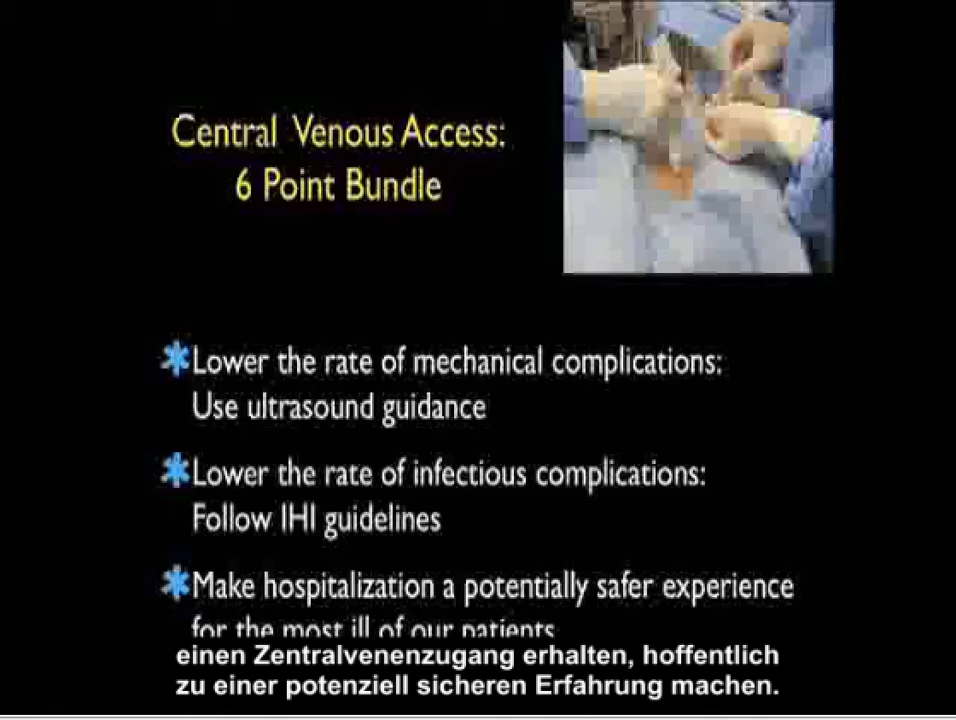 Central Venous Access:
6 Point Bundle
Lower the rate of mechanical complications:
Use ultrasound guidance
Lower the rate of infectious complications:
Follow IHI guidelines
Make hospitalization a potentially safer experience
for the most ill of our patients
einen Zentralvenenzugang erhalten, hoffentlich
zu einer potenziell sicheren Erfahrung machen.